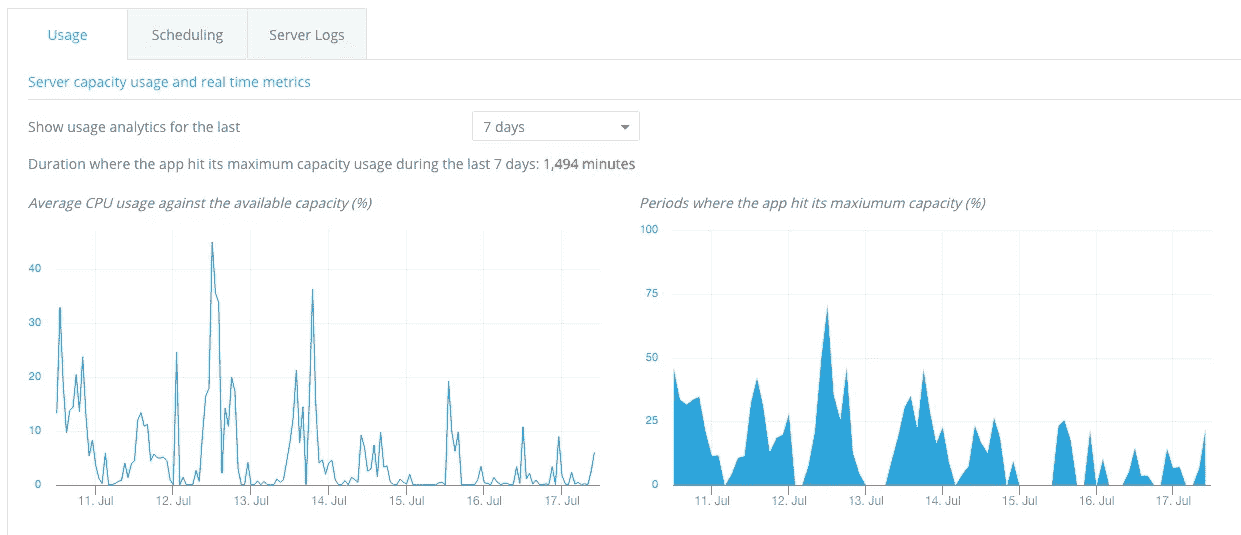 Usage Scheduling Server Logs
Server capacity usage and real time metrics
Show usage analytics for the last 7 days
Duration where the app hit its maximum capacity usage during the last 7 days: 1,494 minutes
Average CPU usage against the available capacity (%)
40
30
20
10
0
11. Jul 12. Jul 13. Jul 14. Jul 15. Jul 16. Jul 17. Jul
Periods where the app hit its maxiumum capacity (%)
100
75
50
25
0
11. Jul 12. Jul 13. Jul 14. Jul 15. Jul 16. Jul 17. Jul